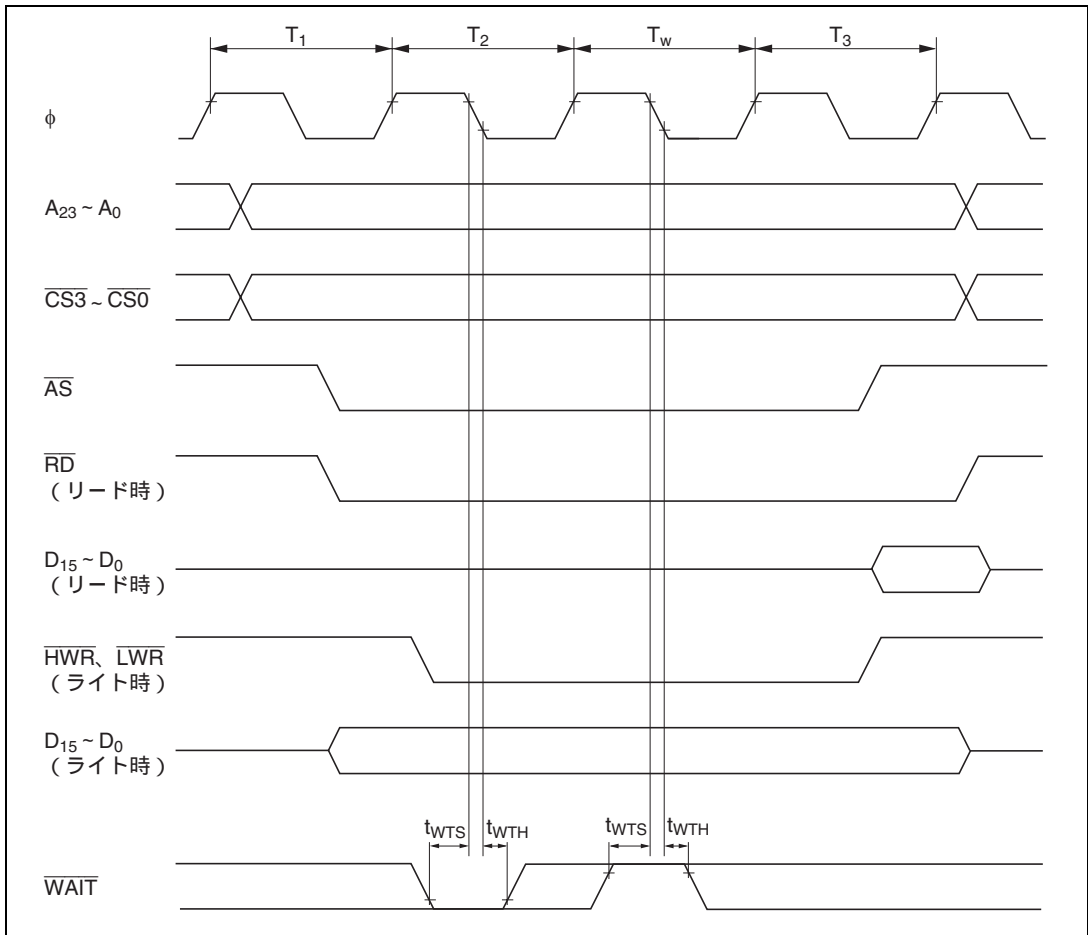 T1 T2 Tw T3
φ
A23 ~ A0
CS3 ~ CS0
AS
RD
（リード時）
D15 ~ D0
（リード時）
HWR、LWR
（ライト時）
D15 ~ D0
（ライト時）
tWTS tWTH tWTS tWTH
WAIT